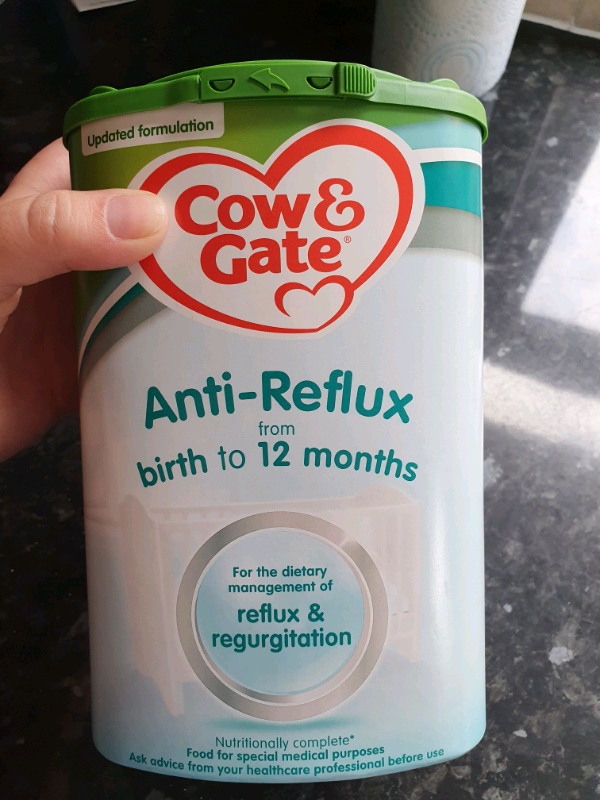 Updated formulation
Cow &
Gate®
Anti-Reflux
from
birth to 12 months
For the dietary
management of
reflux &
regurgitation
Nutritionally complete*
Food for special medical purposes
Ask advice from your healthcare professional before use